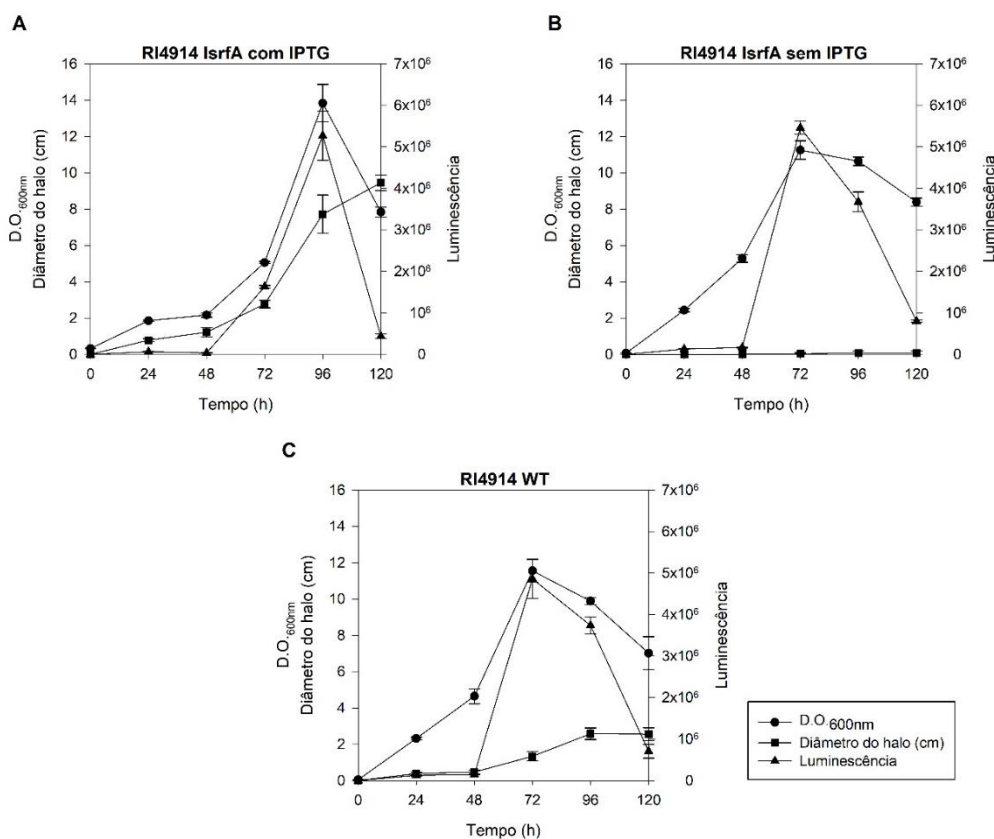 A
RI4914 lsrfA com IPTG
16
14
12
10
8
6
4
2
0
D.O.600nm
Diâmetro do halo (cm)
7x10⁶
6x10⁶
5x10⁶
4x10⁶
3x10⁶
2x10⁶
10⁶
0
Luminescência
0 24 48 72 96 120
Tempo (h)
B
RI4914 lsrfA sem IPTG
16
14
12
10
8
6
4
2
0
D.O.600nm
Diâmetro do halo (cm)
7x10⁶
6x10⁶
5x10⁶
4x10⁶
3x10⁶
2x10⁶
10⁶
0
Luminescência
0 24 48 72 96 120
Tempo (h)
C
RI4914 WT
16
14
12
10
8
6
4
2
0
D.O.600nm
Diâmetro do halo (cm)
7x10⁶
6x10⁶
5x10⁶
4x10⁶
3x10⁶
2x10⁶
10⁶
0
Luminescência
0 24 48 72 96 120
Tempo (h)
D.O.600nm
Diâmetro do halo (cm)
Luminescência